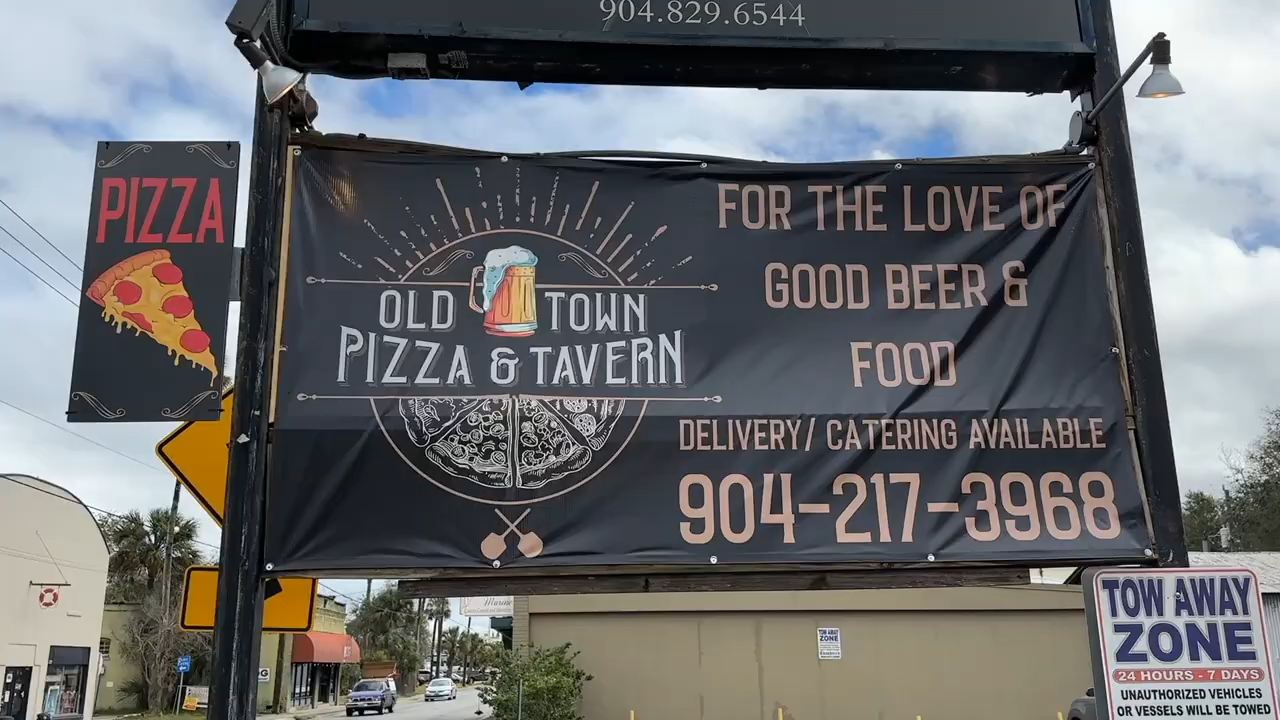 904.829.6544
PIZZA
OLD TOWN
PIZZA & TAVERN
FOR THE LOVE OF
GOOD BEER &
FOOD
DELIVERY/ CATERING AVAILABLE
904-217-3968
TOW AWAY
ZONE
24 HOURS - 7 DAYS
UNAUTHORIZED VEHICLES
OR VESSELS WILL BE TOWED
Marine
TOW AWAY
ZONE